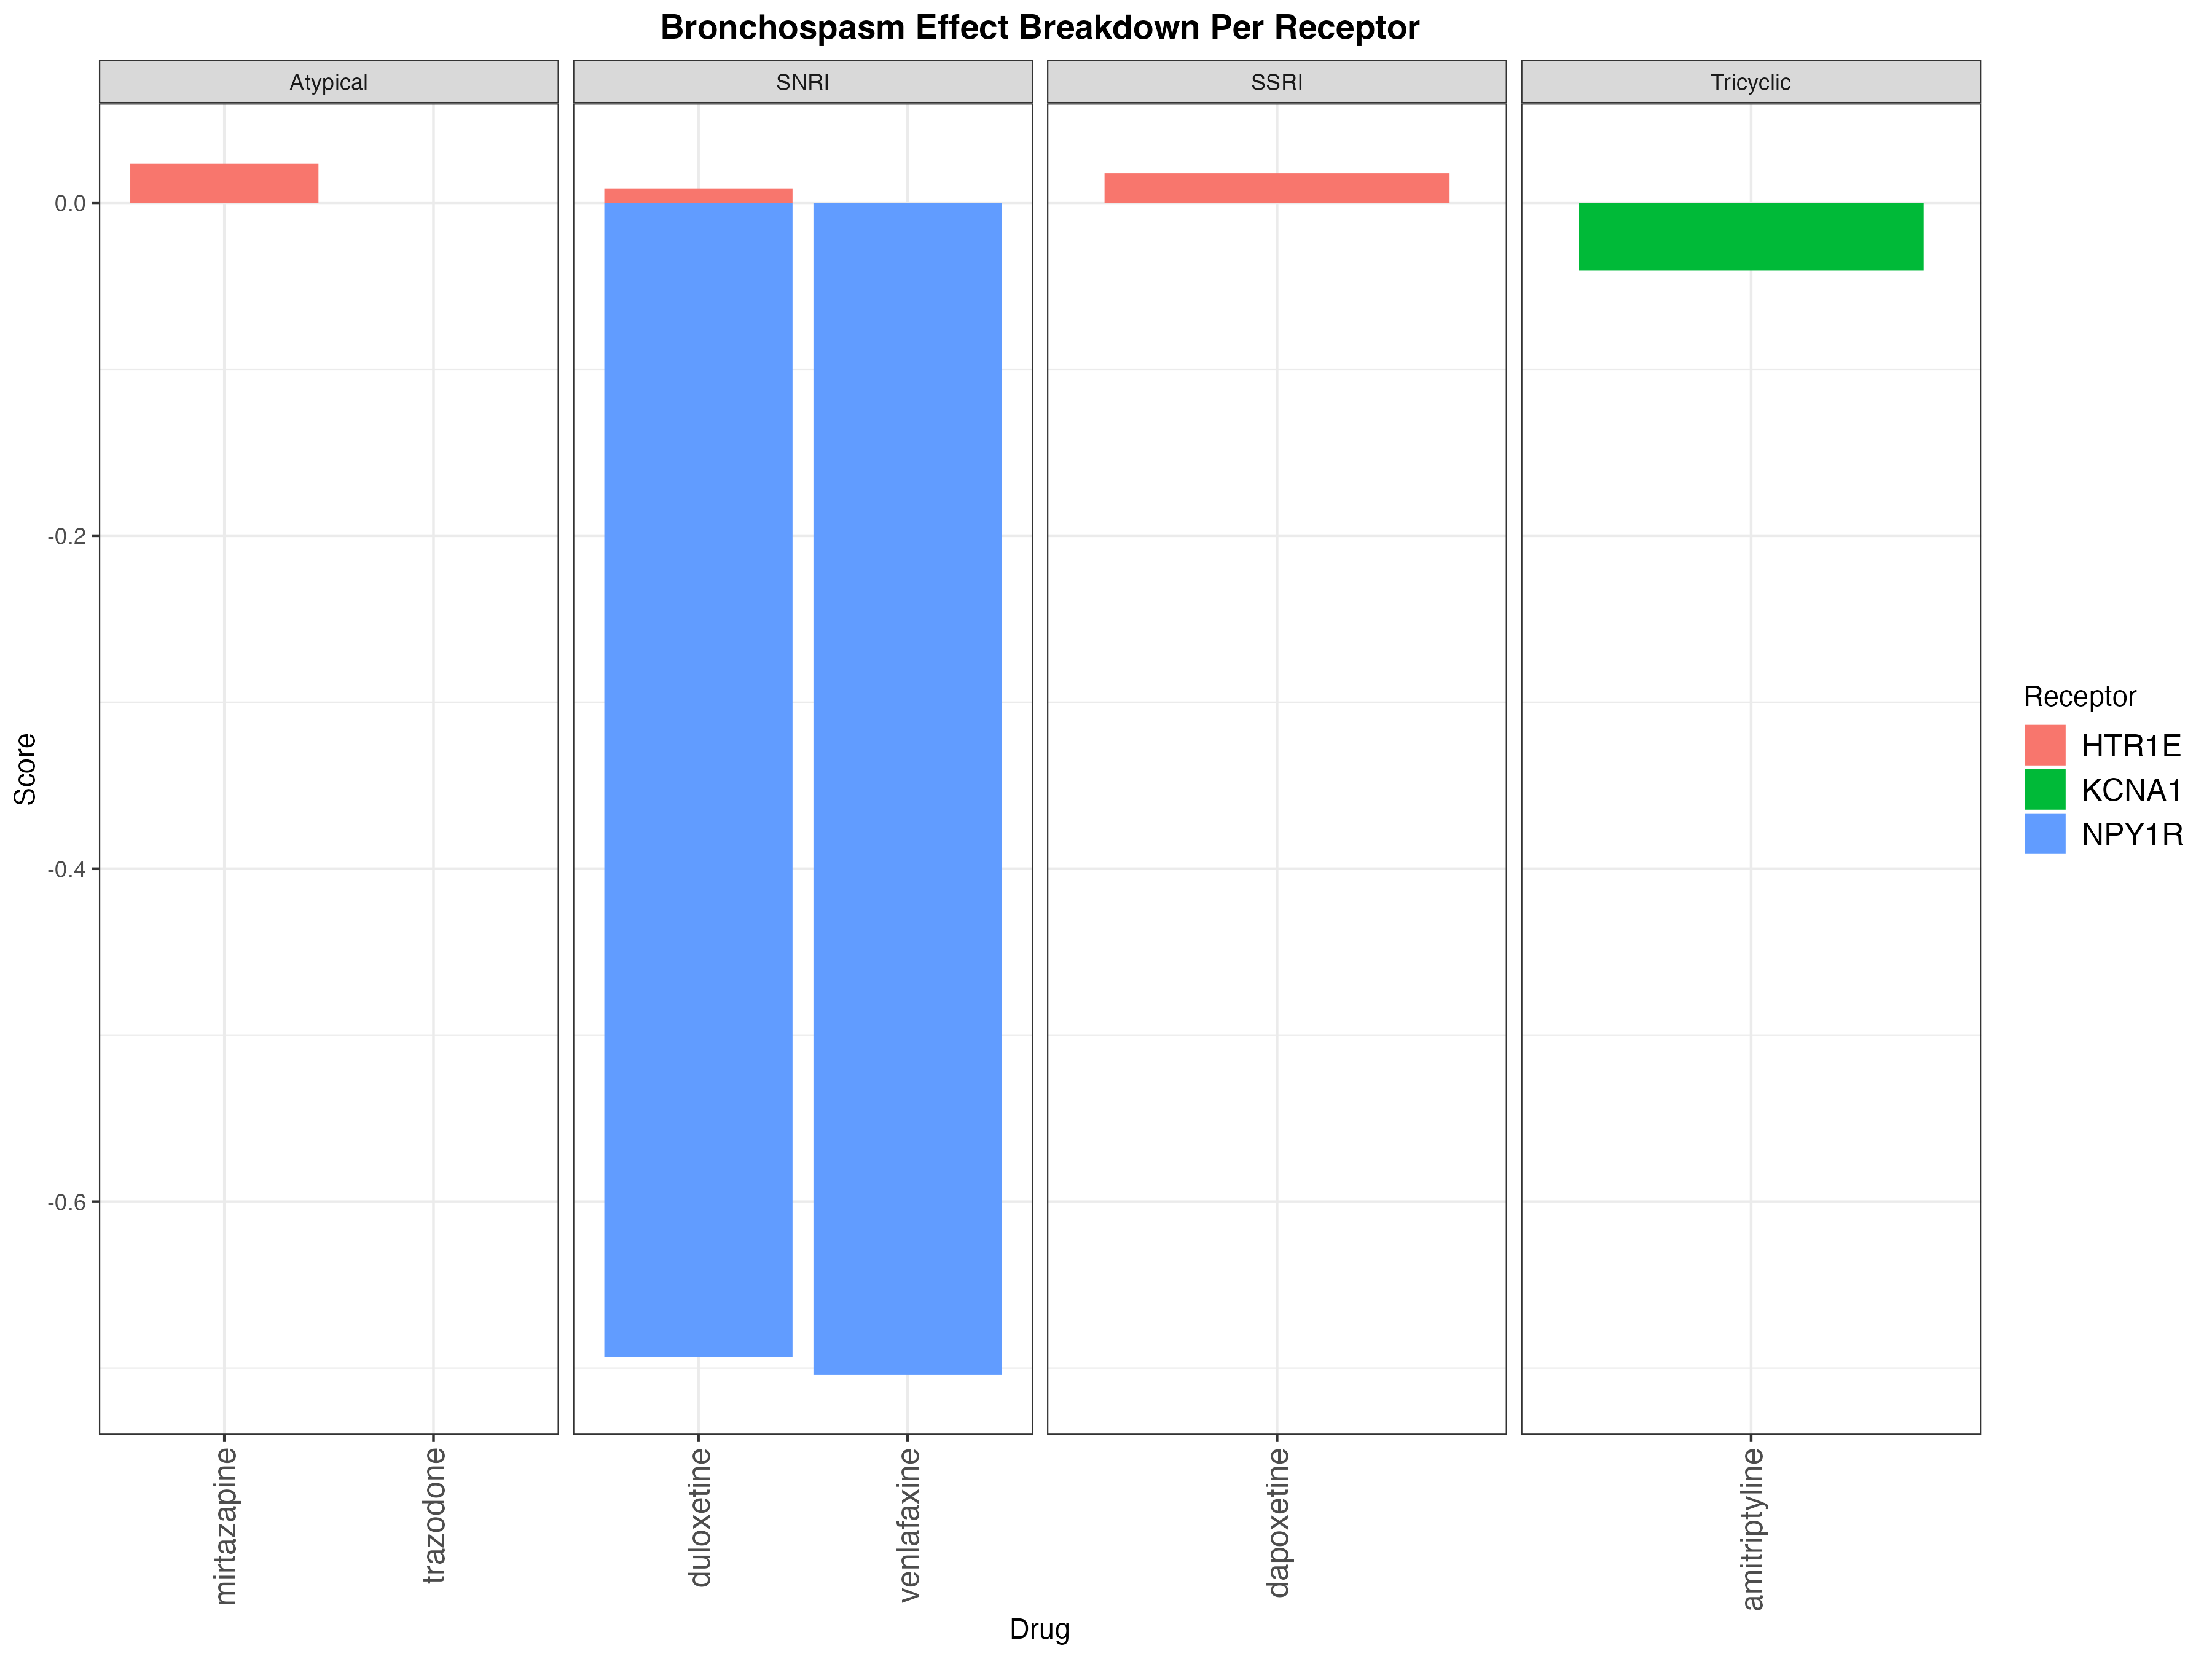 Bronchospasm Effect Breakdown Per Receptor
Atypical
SNRI
SSRI
Tricyclic
0.0
-0.2
-0.4
-0.6
Score
mirtazapine
trazodone
duloxetine
venlafaxine
dapoxetine
amitriptyline
Drug
Receptor
HTR1E
KCNA1
NPY1R